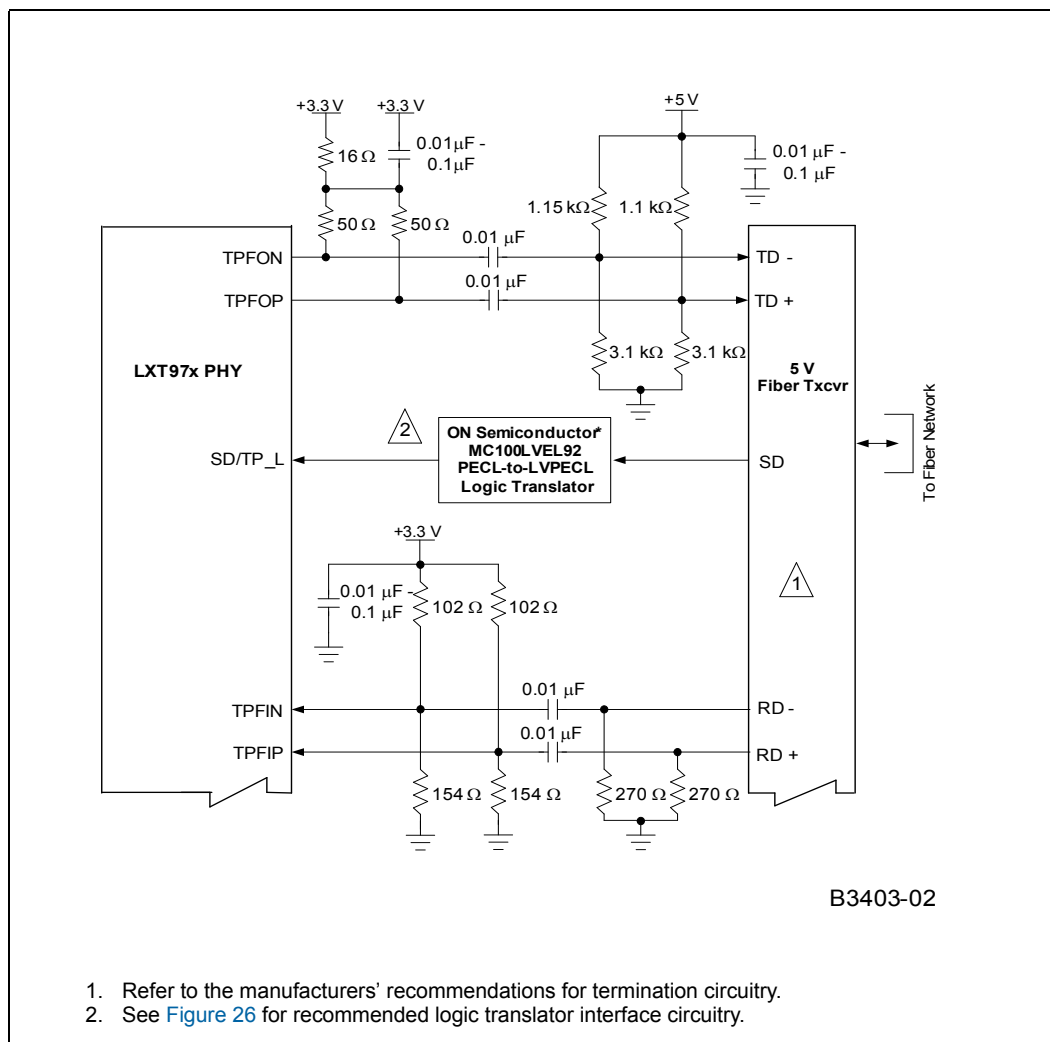 +3.3 V +3.3 V
+5 V
16 Ω
0.01µF -
0.1µF
0.01 µF -
0.1 µF
50 Ω 50 Ω
1.15 kΩ 1.1 kΩ
0.01 µF
TPFON
TD -
0.01 µF
TPFOP
TD +
3.1 kΩ 3.1 kΩ
LXT97x PHY
5 V
Fiber Txcvr
2
ON Semiconductor*
MC100LVEL92
PECL-to-LVPECL
Logic Translator
SD/TP_L
SD
To Fiber Network
+3.3 V
0.01 µF -
0.1 µF
102 Ω 102 Ω
1
0.01 µF
TPFIN
RD -
0.01 µF
TPFIP
RD +
154 Ω 154 Ω
270 Ω 270 Ω
B3403-02
1. Refer to the manufacturers’ recommendations for termination circuitry.
2. See Figure 26 for recommended logic translator interface circuitry.